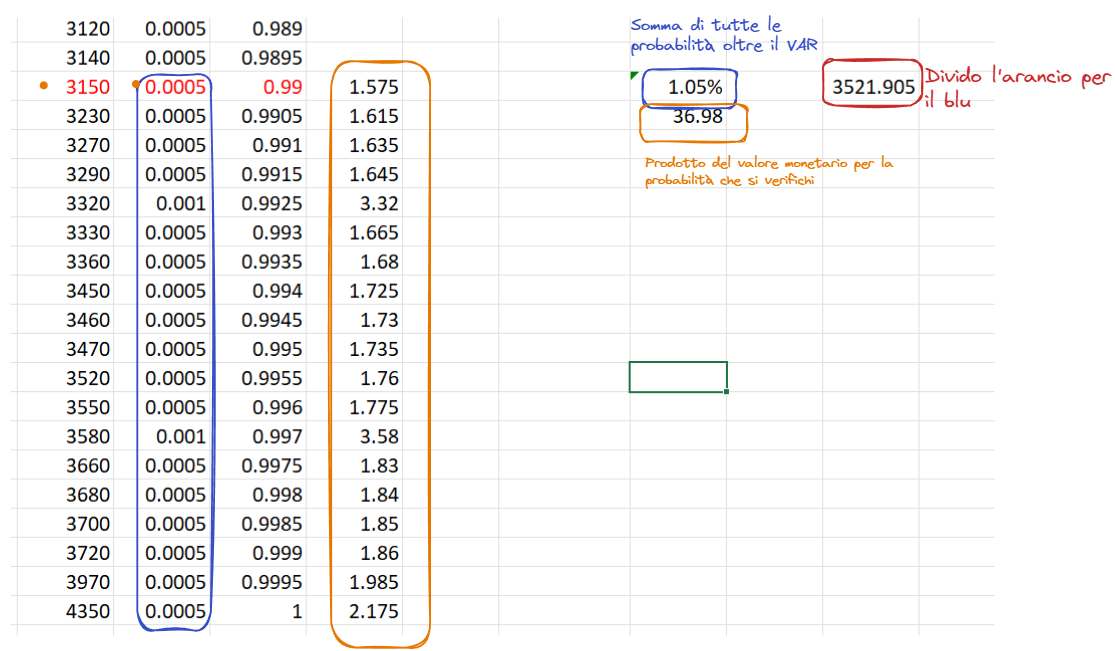 Somma di tutte le
probabilità oltre il VAR
3120 0.0005 0.989
3140 0.0005 0.9895
3150 0.0005 0.99 1.575 1.05% 3521.905 Divido l'arancio per
il blu
3230 0.0005 0.9905 1.615 36.98
3270 0.0005 0.991 1.635
Prodotto del valore monetario per la
probabilità che si verifichi
3290 0.0005 0.9915 1.645
3320 0.001 0.9925 3.32
3330 0.0005 0.993 1.665
3360 0.0005 0.9935 1.68
3450 0.0005 0.994 1.725
3460 0.0005 0.9945 1.73
3470 0.0005 0.995 1.735
3520 0.0005 0.9955 1.76
3550 0.0005 0.996 1.775
3580 0.001 0.997 3.58
3660 0.0005 0.9975 1.83
3680 0.0005 0.998 1.84
3700 0.0005 0.9985 1.85
3720 0.0005 0.999 1.86
3970 0.0005 0.9995 1.985
4350 0.0005 1 2.175